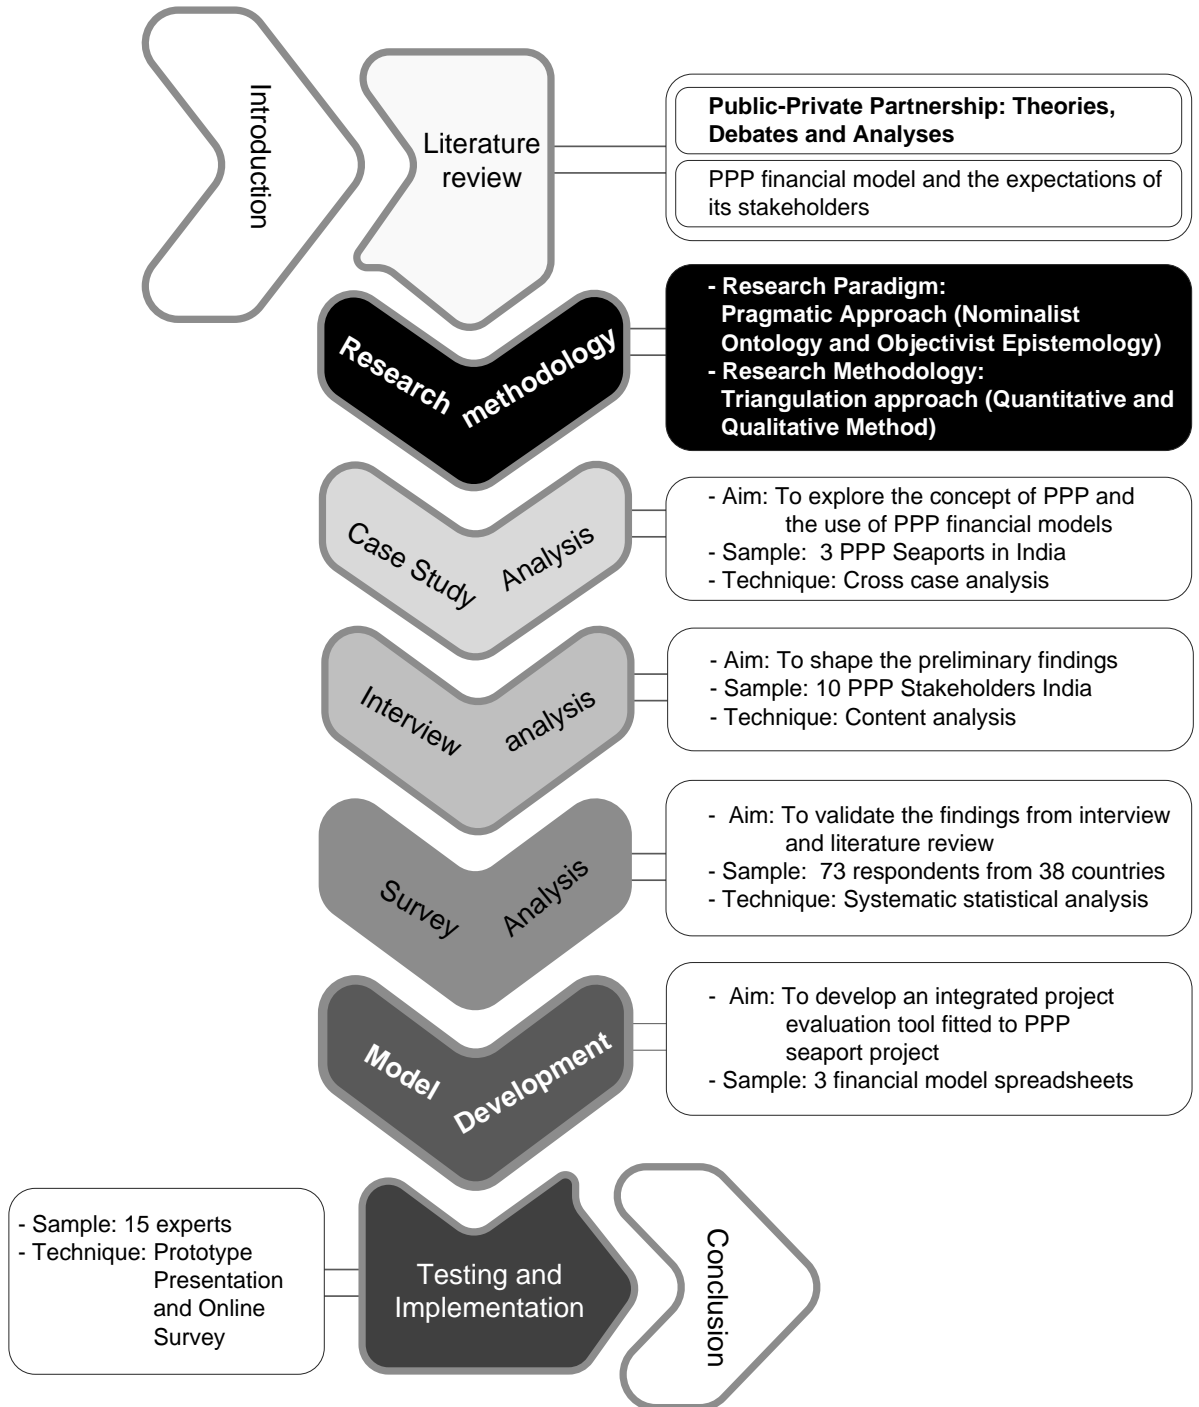 Introduction
Literature
review
Public-Private Partnership: Theories,
Debates and Analyses
PPP financial model and the expectations of
its stakeholders
Research methodology
- Research Paradigm:
Pragmatic Approach (Nominalist
Ontology and Objectivist Epistemology)
- Research Methodology:
Triangulation approach (Quantitative and
Qualitative Method)
Case Study Analysis
- Aim: To explore the concept of PPP and
the use of PPP financial models
- Sample: 3 PPP Seaports in India
- Technique: Cross case analysis
Interview analysis
- Aim: To shape the preliminary findings
- Sample: 10 PPP Stakeholders India
- Technique: Content analysis
Survey Analysis
- Aim: To validate the findings from interview
and literature review
- Sample: 73 respondents from 38 countries
- Technique: Systematic statistical analysis
Model Development
- Aim: To develop an integrated project
evaluation tool fitted to PPP
seaport project
- Sample: 3 financial model spreadsheets
- Sample: 15 experts
- Technique: Prototype
Presentation
and Online
Survey
Testing and
Implementation
Conclusion